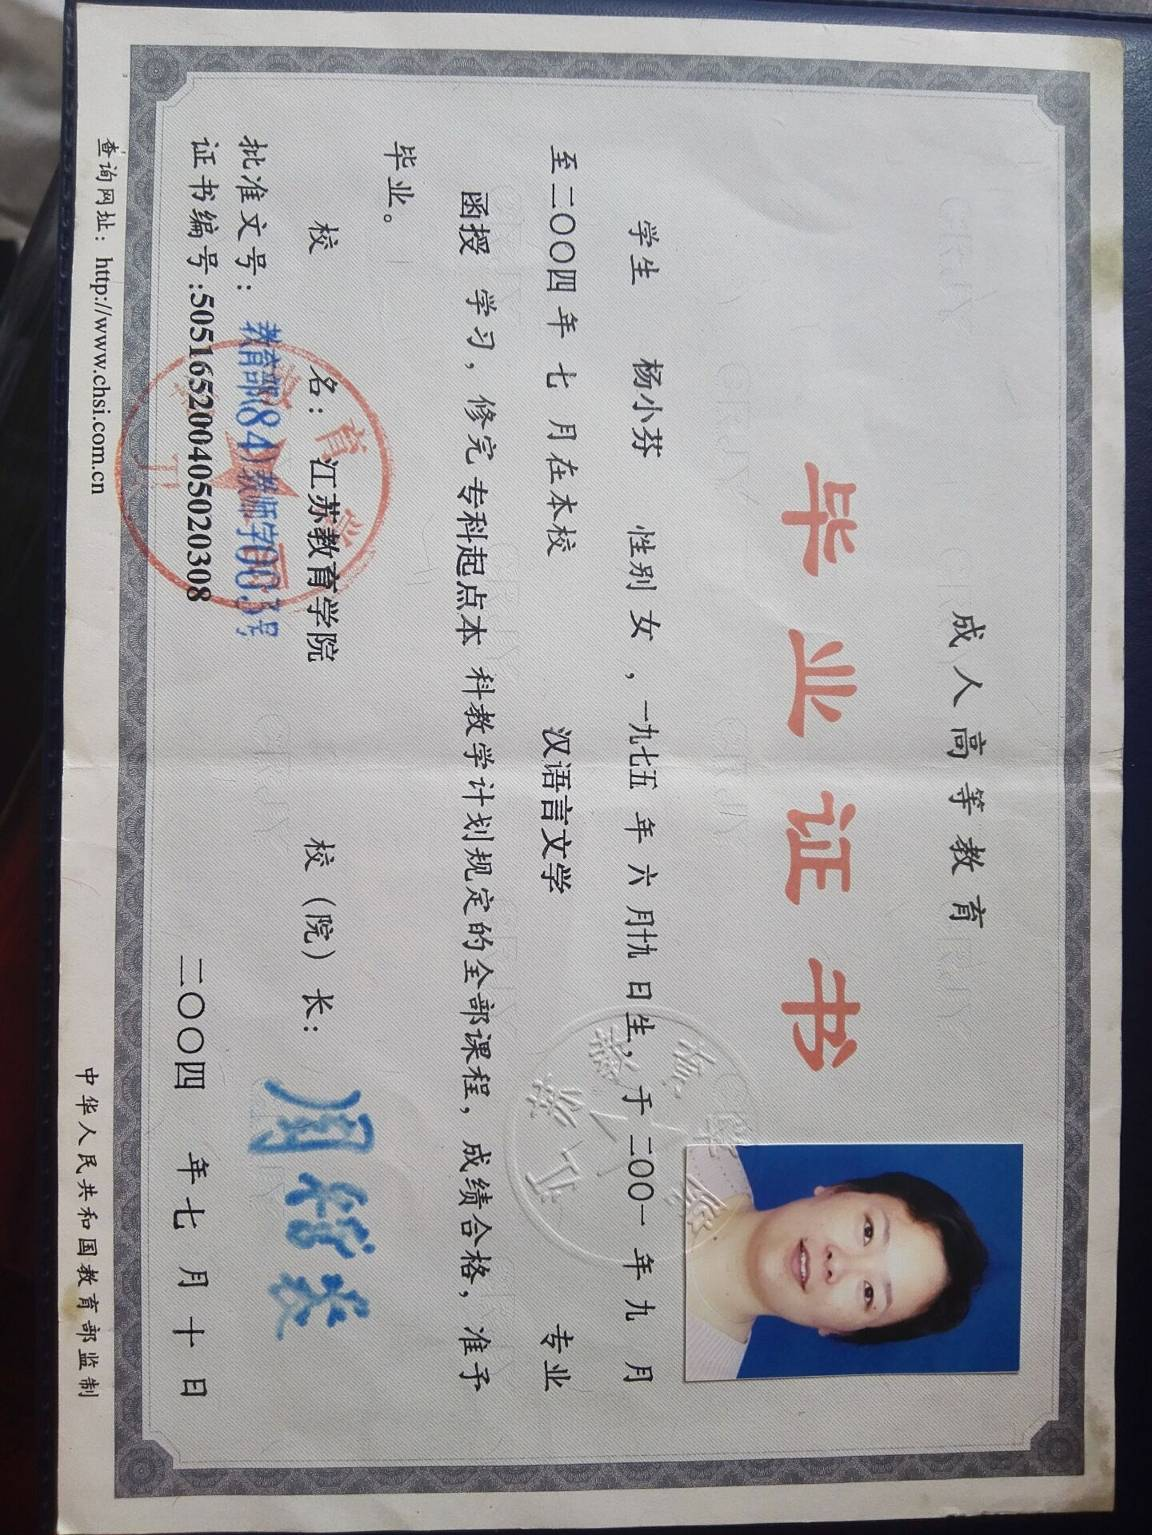 成人高等教育
毕业证书
学生 杨小芬 性别 女 ，一九七五 年 六 月 十九 日生，于 二〇〇一 年 九 月
至 二〇〇四 年 七 月在本校 汉语言文学 专业
函授 学习，修完 专科起点本 科教学计划规定的全部课程，成绩合格，准予
毕业。
校 名：江苏教育学院 校（院）长：
批准文号：教育部(84)教师字003号
证书编号:505165200405020308 二〇〇四 年 七 月 十 日
查询网址：http://www.chsi.com.cn 中华人民共和国教育部监制